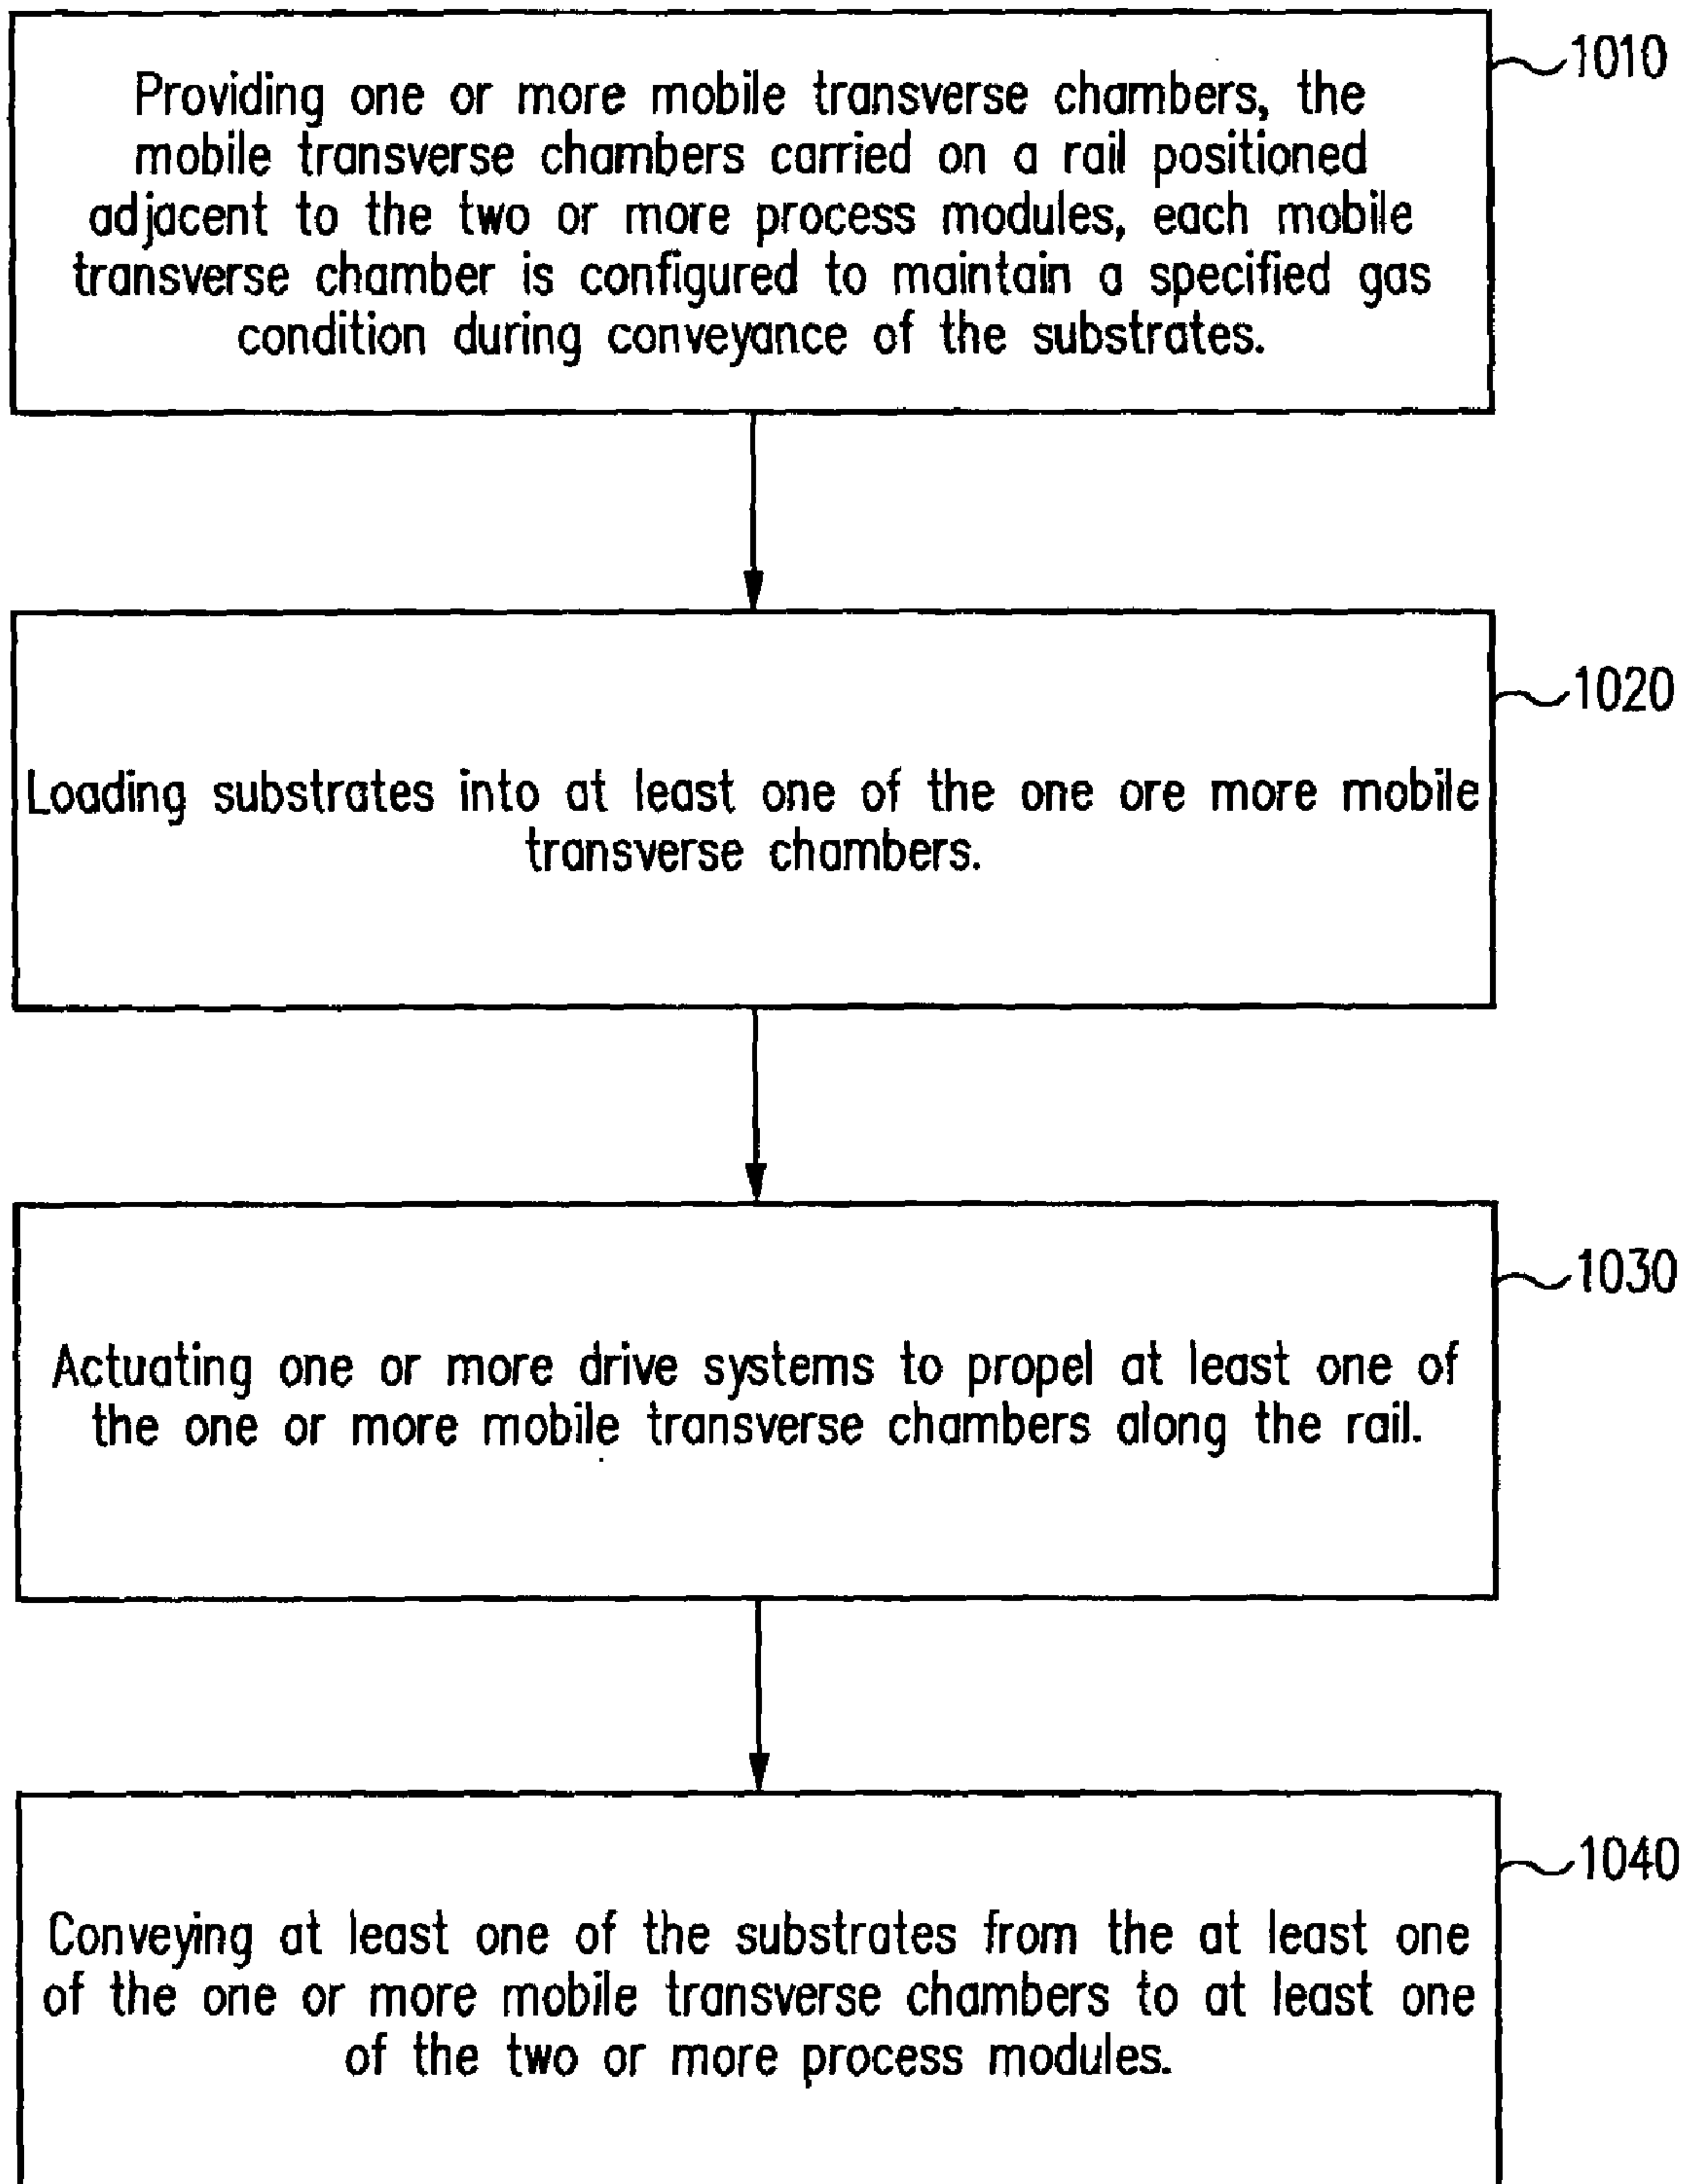 Providing one or more mobile transverse chambers, the
mobile transverse chambers carried on a rail positioned
adjacent to the two or more process modules, each mobile
transverse chamber is configured to maintain a specified gas
condition during conveyance of the substrates.
1010
Loading substrates into at least one of the one ore more mobile
transverse chambers.
1020
Actuating one or more drive systems to propel at least one of
the one or more mobile transverse chambers along the rail.
1030
Conveying at least one of the substrates from the at least one
of the one or more mobile transverse chambers to at least one
of the two or more process modules.
1040